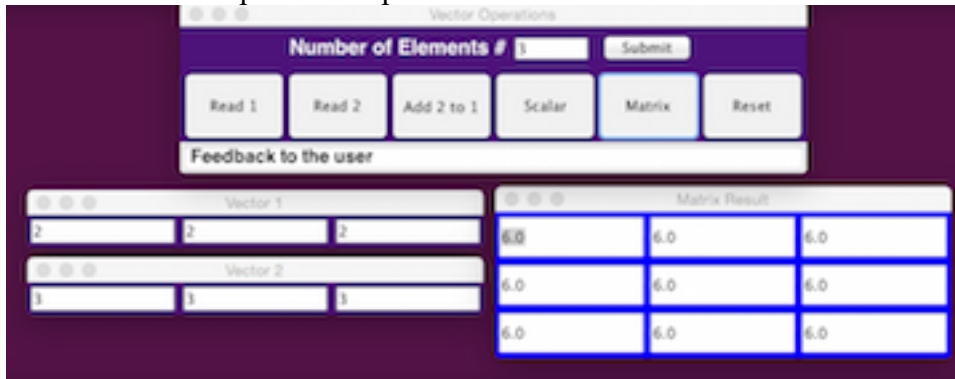 Vector Operations
Number of Elements # 3 Submit
Read 1 Read 2 Add 2 to 1 Scalar Matrix Reset
Feedback to the user
Vector 1
2 2 2
Vector 2
3 3 3
Matrix Result
6.0 6.0 6.0
6.0 6.0 6.0
6.0 6.0 6.0